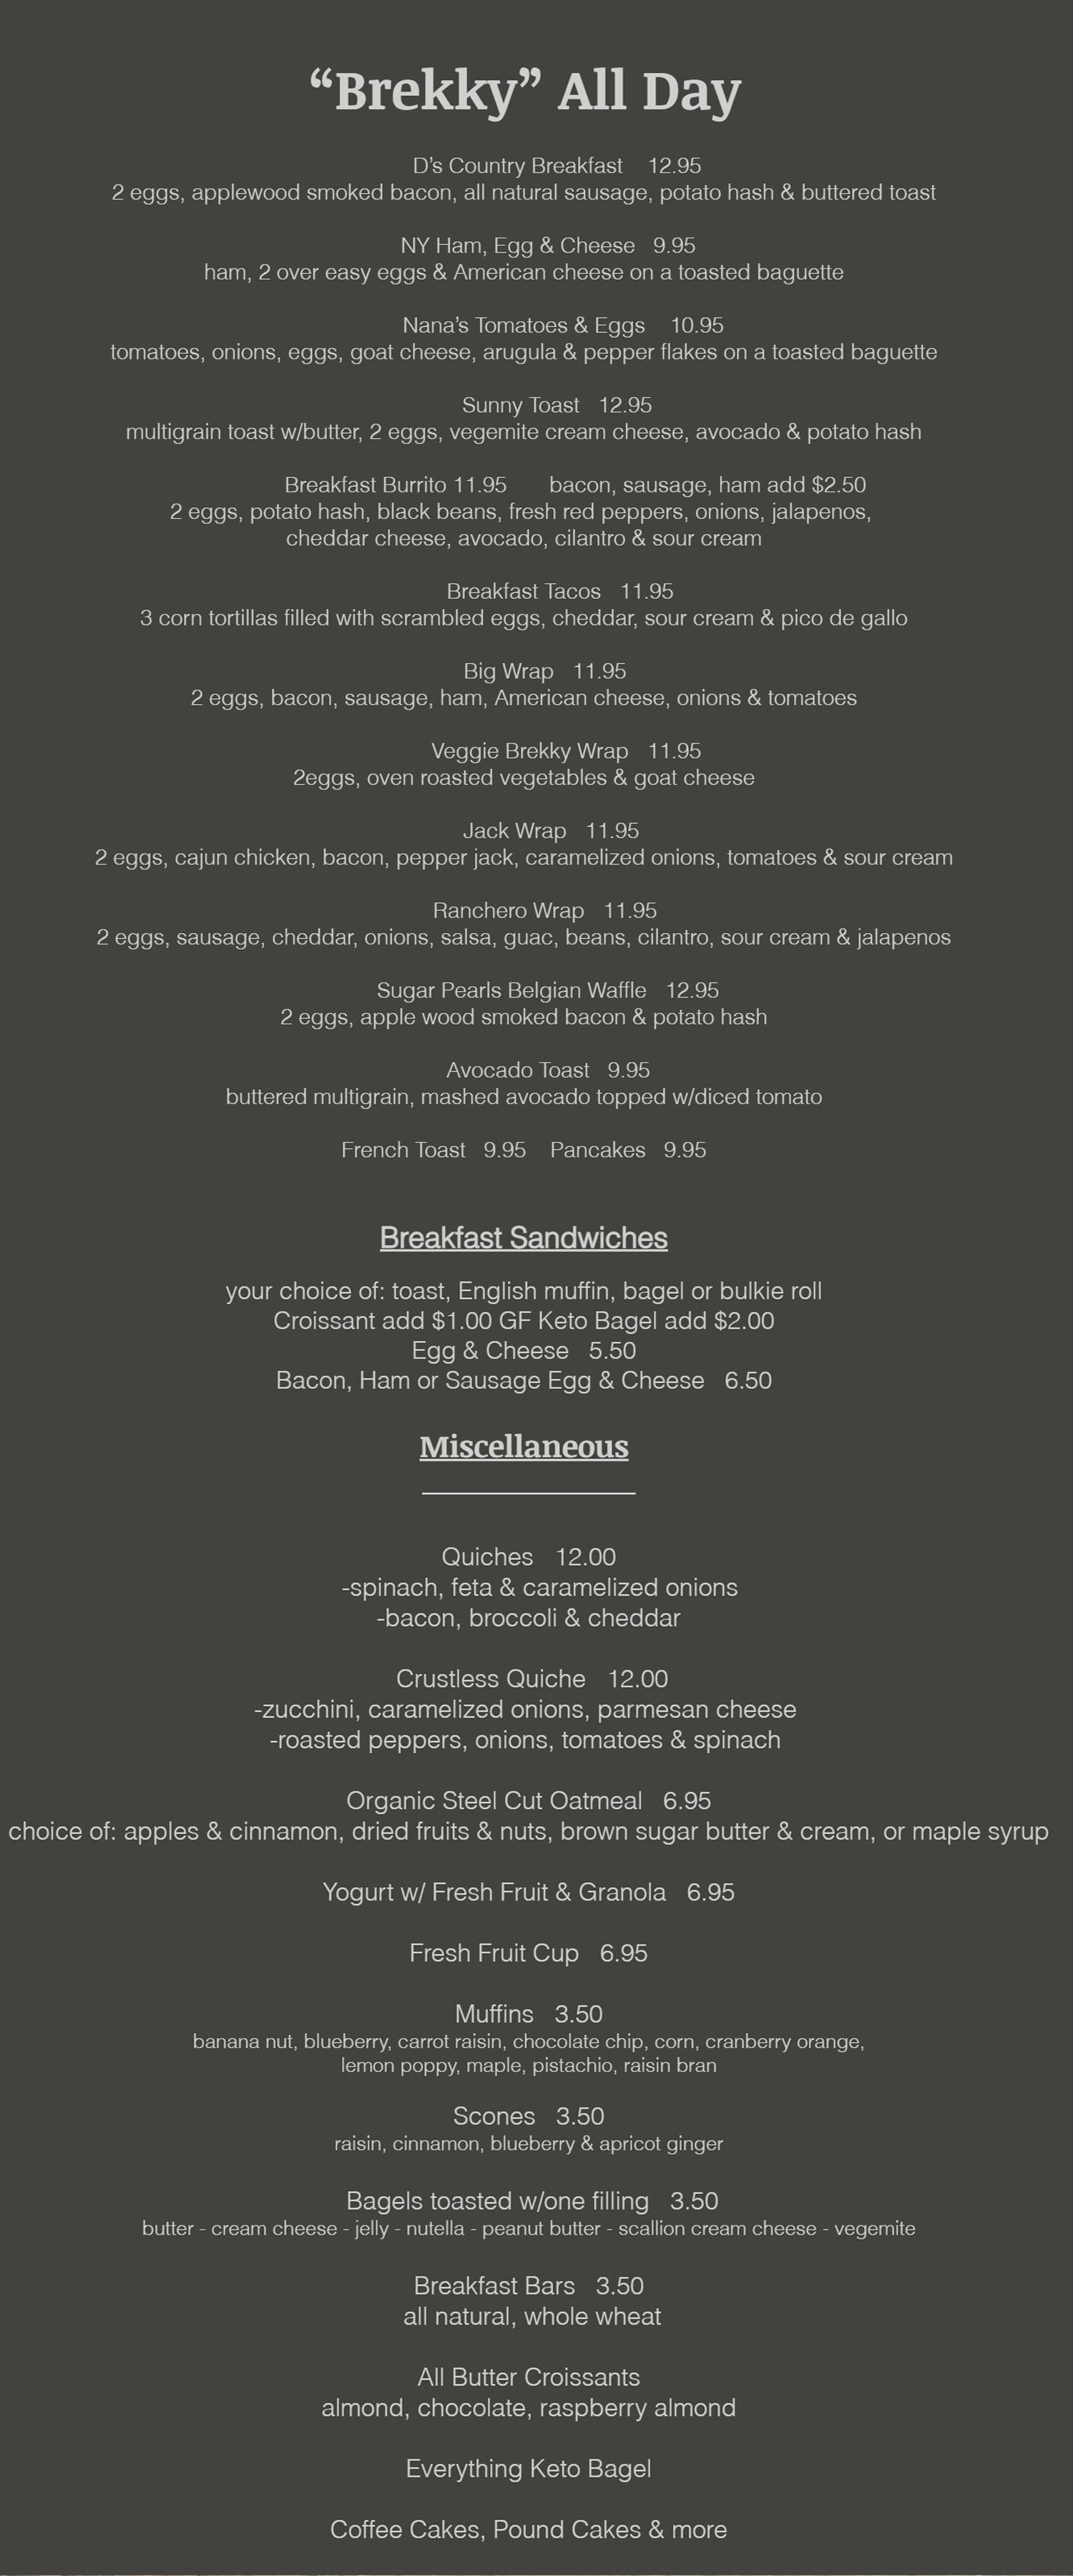 “Brekky” All Day
D’s Country Breakfast 12.95
2 eggs, applewood smoked bacon, all natural sausage, potato hash & buttered toast
NY Ham, Egg & Cheese 9.95
ham, 2 over easy eggs & American cheese on a toasted baguette
Nana’s Tomatoes & Eggs 10.95
tomatoes, onions, eggs, goat cheese, arugula & pepper flakes on a toasted baguette
Sunny Toast 12.95
multigrain toast w/butter, 2 eggs, vegemite cream cheese, avocado & potato hash
Breakfast Burrito 11.95 bacon, sausage, ham add $2.50
2 eggs, potato hash, black beans, fresh red peppers, onions, jalapenos,
cheddar cheese, avocado, cilantro & sour cream
Breakfast Tacos 11.95
3 corn tortillas filled with scrambled eggs, cheddar, sour cream & pico de gallo
Big Wrap 11.95
2 eggs, bacon, sausage, ham, American cheese, onions & tomatoes
Veggie Brekky Wrap 11.95
2eggs, oven roasted vegetables & goat cheese
Jack Wrap 11.95
2 eggs, cajun chicken, bacon, pepper jack, caramelized onions, tomatoes & sour cream
Ranchero Wrap 11.95
2 eggs, sausage, cheddar, onions, salsa, guac, beans, cilantro, sour cream & jalapenos
Sugar Pearls Belgian Waffle 12.95
2 eggs, apple wood smoked bacon & potato hash
Avocado Toast 9.95
buttered multigrain, mashed avocado topped w/diced tomato
French Toast 9.95 Pancakes 9.95
Breakfast Sandwiches
your choice of: toast, English muffin, bagel or bulkie roll
Croissant add $1.00 GF Keto Bagel add $2.00
Egg & Cheese 5.50
Bacon, Ham or Sausage Egg & Cheese 6.50
Miscellaneous
Quiches 12.00
-spinach, feta & caramelized onions
-bacon, broccoli & cheddar
Crustless Quiche 12.00
-zucchini, caramelized onions, parmesan cheese
-roasted peppers, onions, tomatoes & spinach
Organic Steel Cut Oatmeal 6.95
choice of: apples & cinnamon, dried fruits & nuts, brown sugar butter & cream, or maple syrup
Yogurt w/ Fresh Fruit & Granola 6.95
Fresh Fruit Cup 6.95
Muffins 3.50
banana nut, blueberry, carrot raisin, chocolate chip, corn, cranberry orange,
lemon poppy, maple, pistachio, raisin bran
Scones 3.50
raisin, cinnamon, blueberry & apricot ginger
Bagels toasted w/one filling 3.50
butter - cream cheese - jelly - nutella - peanut butter - scallion cream cheese - vegemite
Breakfast Bars 3.50
all natural, whole wheat
All Butter Croissants
almond, chocolate, raspberry almond
Everything Keto Bagel
Coffee Cakes, Pound Cakes & more